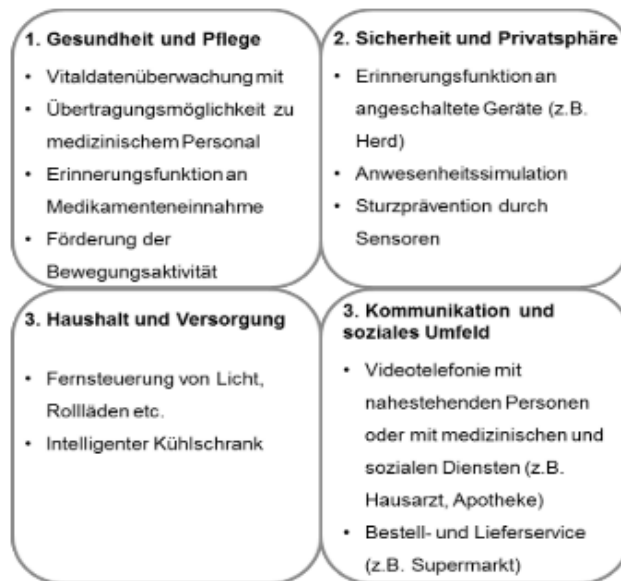 1. Gesundheit und Pflege
• Vitaldatenüberwachung mit
• Übertragungsmöglichkeit zu
medizinischem Personal
• Erinnerungsfunktion an
Medikamenteneinnahme
• Förderung der
Bewegungsaktivität
2. Sicherheit und Privatsphäre
• Erinnerungsfunktion an
angeschaltete Geräte (z.B.
Herd)
• Anwesenheitssimulation
• Sturzprävention durch
Sensoren
3. Haushalt und Versorgung
• Fernsteuerung von Licht,
Rollläden etc.
• Intelligenter Kühlschrank
3. Kommunikation und
soziales Umfeld
• Videotelefonie mit
nahestehenden Personen
oder mit medizinischen und
sozialen Diensten (z.B.
Hausarzt, Apotheke)
• Bestell- und Lieferservice
(z.B. Supermarkt)